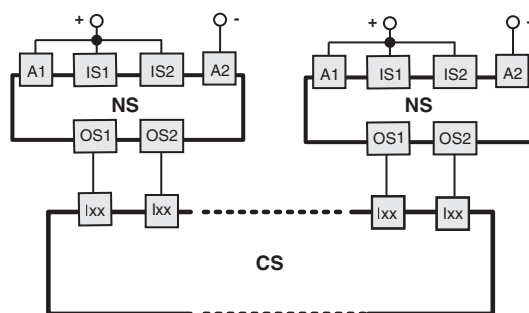 + - + -
A1 IS1 IS2 A2 A1 IS1 IS2 A2
NS NS
OS1 OS2 OS1 OS2
Ixx Ixx Ixx Ixx
CS